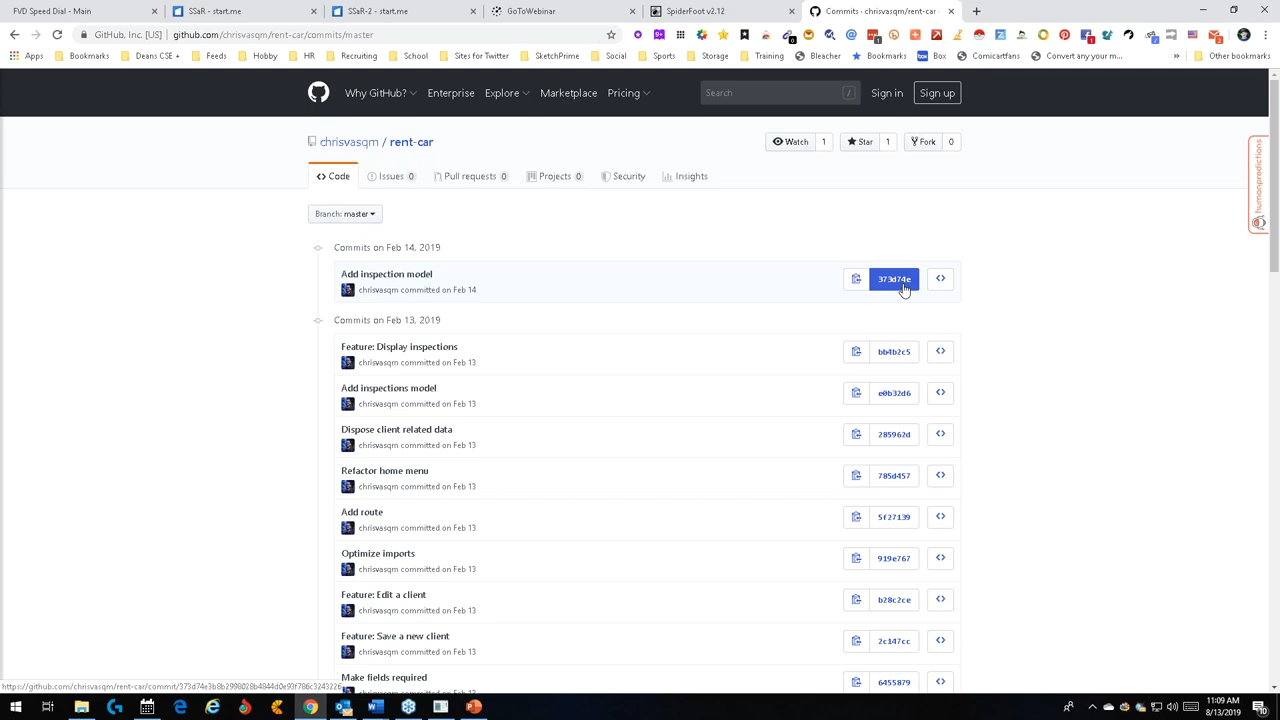 FVD Speed Dial - Main
SSaR - start.me
SSaR-2 - start.me
GoToWebinar
SpiderFoot v2.12
Commits · chrisvasqm/rent-car
GitHub, Inc. [US]
github.com/chrisvasqm/rent-car/commits/master
Apps
Bookmarks
Deans CSE +
Feeds
Hobby
HR
Recruiting
School
Sites for Twitter
SketchPrime
Social
Sports
Storage
Training
Bleacher
Bookmarks
Box
Comicartfans
Convert any your m...
»
Other bookmarks
Why GitHub?
Enterprise
Explore
Marketplace
Pricing
Search
/
Sign in
Sign up
chrisvasqm / rent-car
Watch 1
Star 1
Fork 0
Code
Issues 0
Pull requests 0
Projects 0
Security
Insights
humanpredictions
Branch: master
Commits on Feb 14, 2019
Add inspection model
chrisvasqm committed on Feb 14
373d74e
Commits on Feb 13, 2019
Feature: Display inspections
chrisvasqm committed on Feb 13
bb4b2c5
Add inspections model
chrisvasqm committed on Feb 13
e0b32d6
Dispose client related data
chrisvasqm committed on Feb 13
285962d
Refactor home menu
chrisvasqm committed on Feb 13
785d457
Add route
chrisvasqm committed on Feb 13
5f27139
Optimize imports
chrisvasqm committed on Feb 13
919e767
Feature: Edit a client
chrisvasqm committed on Feb 13
b28c2ce
Feature: Save a new client
chrisvasqm committed on Feb 13
2c147cc
Make fields required
6455879
11:09 AM
8/13/2019